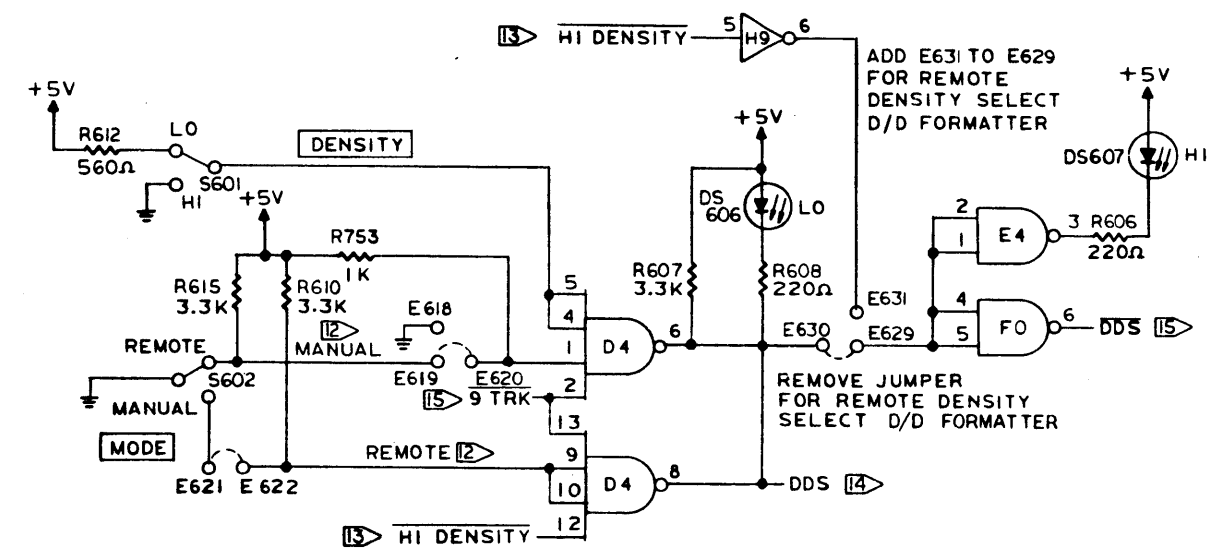 13 HI DENSITY
5
H9
6
ADD E631 TO E629
FOR REMOTE
DENSITY SELECT
D/D FORMATTER
+5V
R612
560Ω
LO
HI
S601
DENSITY
+5V
R753
1K
R615
3.3K
R610
3.3K
12
MANUAL
E618
E619
E620
REMOTE
S602
MANUAL
MODE
E621
E622
15 9 TRK
REMOTE 12
13 HI DENSITY
5
4
1
2
D4
6
13
9
10
12
D4
8
+5V
DS
606
LO
R607
3.3K
R608
220Ω
E631
E630
E629
REMOVE JUMPER
FOR REMOTE DENSITY
SELECT D/D FORMATTER
DDS 14
+5V
DS607
HI
2
1
E4
3
R606
220Ω
4
5
FO
6
DDS 15